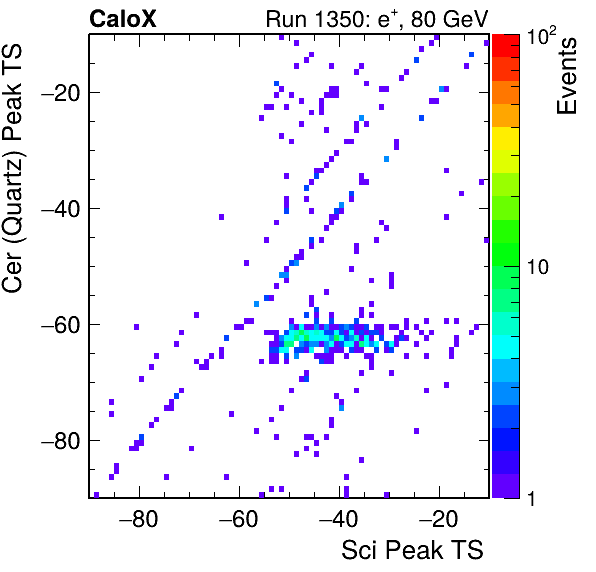 CaloX Run 1350: e⁺, 80 GeV
Cer (Quartz) Peak TS
−20
−40
−60
−80
−80 −60 −40 −20
Sci Peak TS
10²
10
1
Events